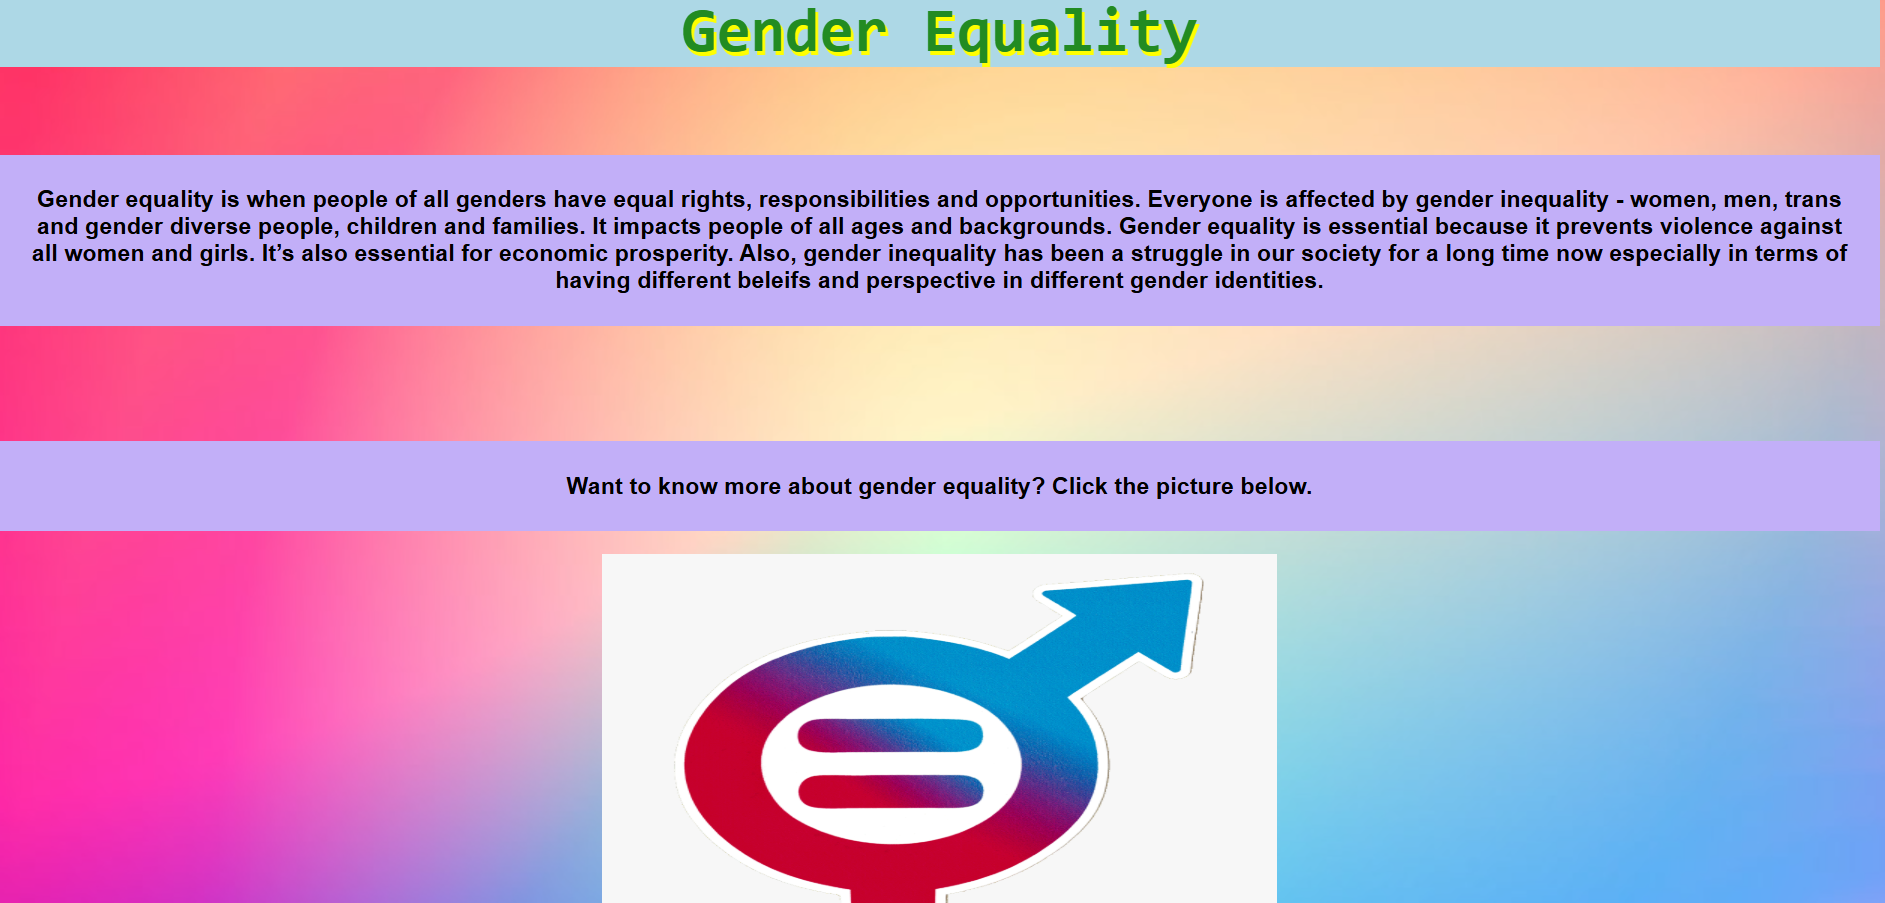 Gender Equality
Gender equality is when people of all genders have equal rights, responsibilities and opportunities. Everyone is affected by gender inequality - women, men, trans
and gender diverse people, children and families. It impacts people of all ages and backgrounds. Gender equality is essential because it prevents violence against
all women and girls. It’s also essential for economic prosperity. Also, gender inequality has been a struggle in our society for a long time now especially in terms of
having different beleifs and perspective in different gender identities.
Want to know more about gender equality? Click the picture below.